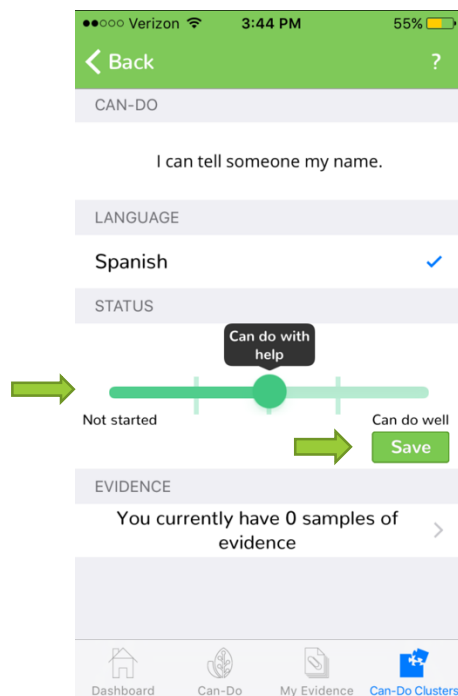 Verizon 3:44 PM 55%
Back ?
CAN-DO
I can tell someone my name.
LANGUAGE
Spanish
STATUS
Can do with
help
Not started Can do well
Save
EVIDENCE
You currently have 0 samples of
evidence
Dashboard Can-Do My Evidence Can-Do Clusters